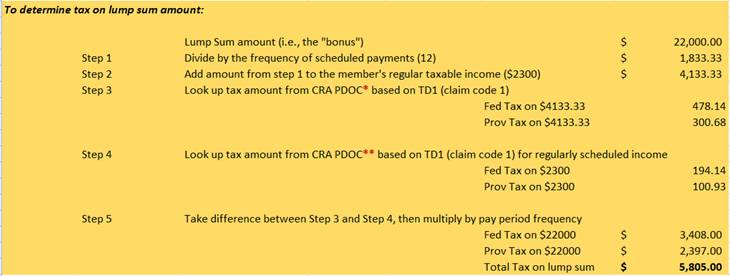 To determine tax on lump sum amount:
Lump Sum amount (i.e., the "bonus") $ 22,000.00
Step 1 Divide by the frequency of scheduled payments (12) $ 1,833.33
Step 2 Add amount from step 1 to the member's regular taxable income ($2300) $ 4,133.33
Step 3 Look up tax amount from CRA PDOC* based on TD1 (claim code 1)
Fed Tax on $4133.33 478.14
Prov Tax on $4133.33 300.68
Step 4 Look up tax amount from CRA PDOC** based on TD1 (claim code 1) for regularly scheduled income
Fed Tax on $2300 194.14
Prov Tax on $2300 100.93
Step 5 Take difference between Step 3 and Step 4, then multiply by pay period frequency
Fed Tax on $22000 $ 3,408.00
Prov Tax on $22000 $ 2,397.00
Total Tax on lump sum $ 5,805.00